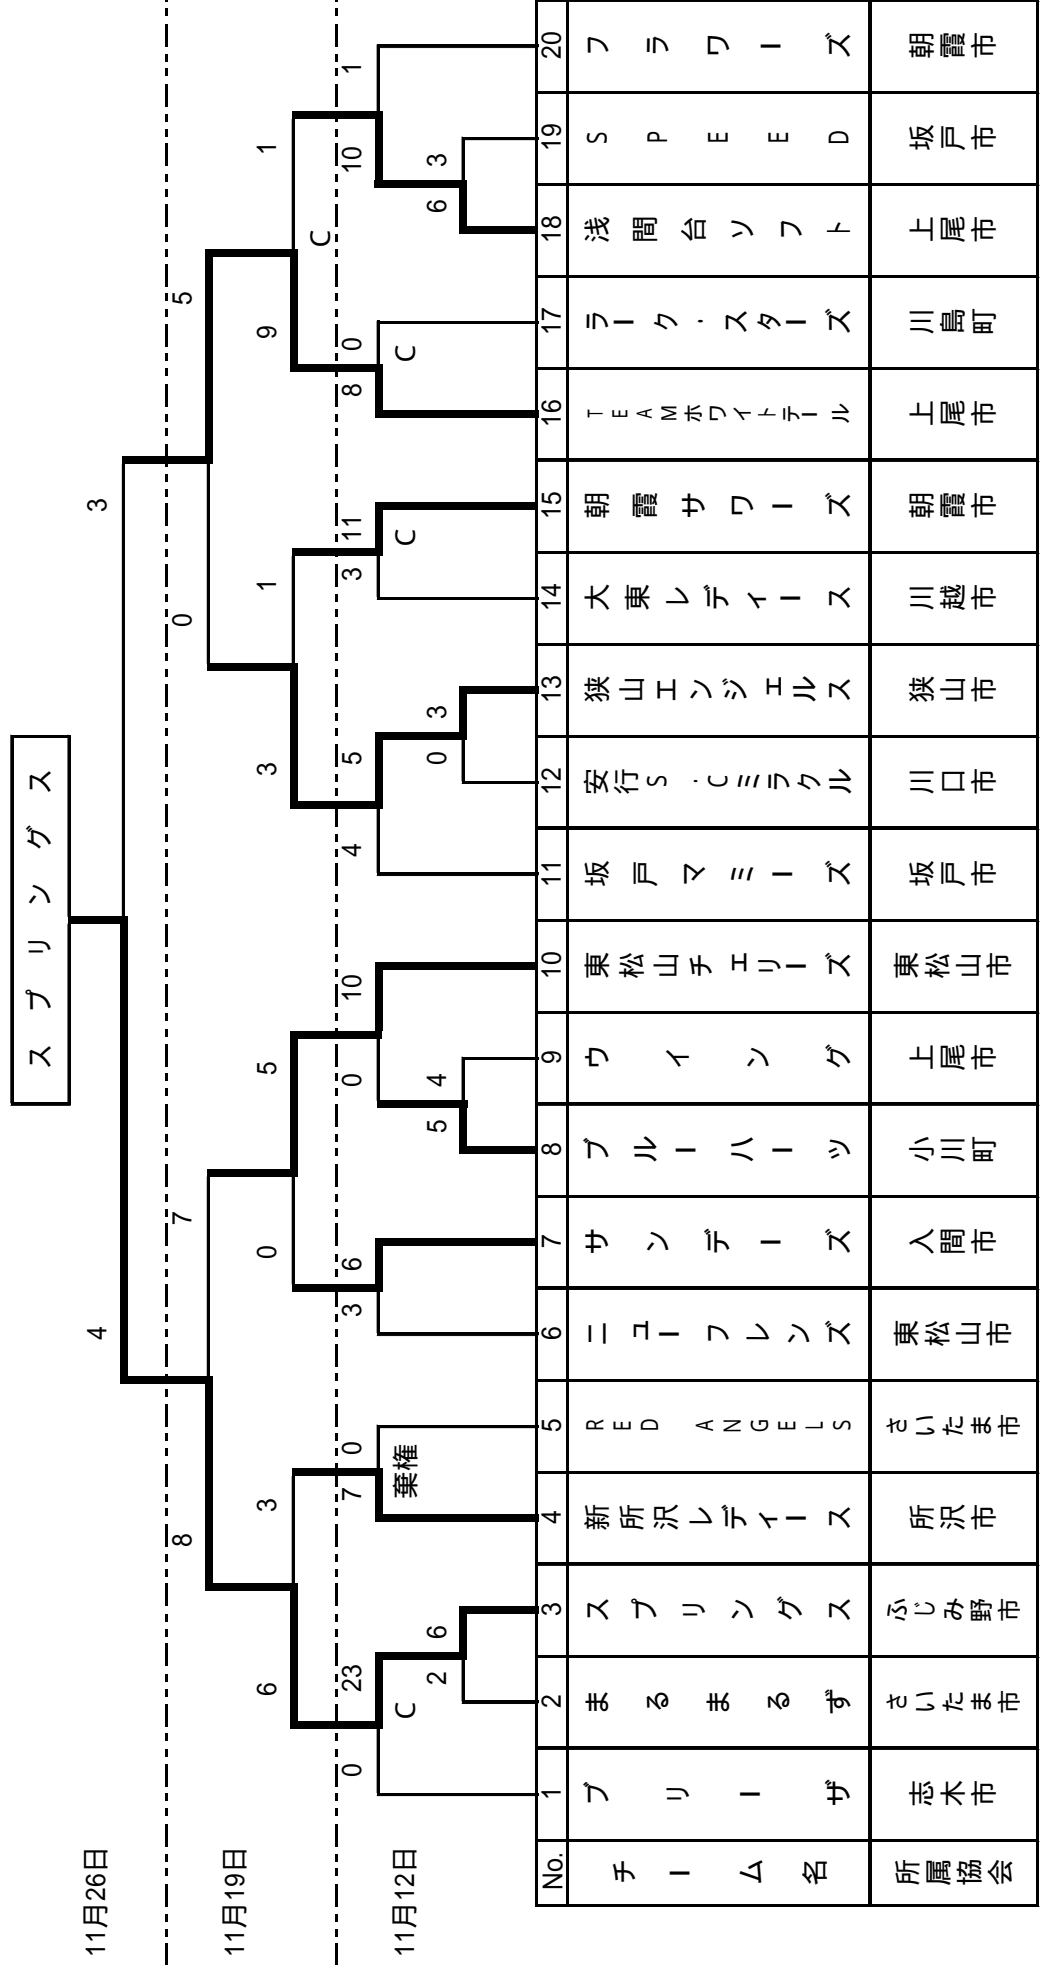 スプリングス
11月26日
4
3
11月19日
8
7
0
5
6
3
0
5
3
1
9
1
C
11月12日
0
23
7
0
3
6
0
10
4
5
3
11
8
0
10
1
C
棄権
C
C
2
6
5
4
0
3
6
3
No. チーム名 所属協会
1 ブリーザ 志木市
2 まるまるず さいたま市
3 スプリングス ふじみ野市
4 新所沢レディース 所沢市
5 RED ANGELS さいたま市
6 ニューフレンズ 東松山市
7 サンデーズ 入間市
8 ブルーハーツ 小川町
9 ウイング 上尾市
10 東松山チェリーズ 東松山市
11 坂戸マミーズ 坂戸市
12 安行S・Cミラクル 川口市
13 狭山エンジェルス 狭山市
14 大東レディース 川越市
15 朝霞サワーズ 朝霞市
16 TEAMホワイトテール 上尾市
17 ラーク・スターズ 川島町
18 浅間台ソフト 上尾市
19 SPEED 坂戸市
20 フラワーズ 朝霞市